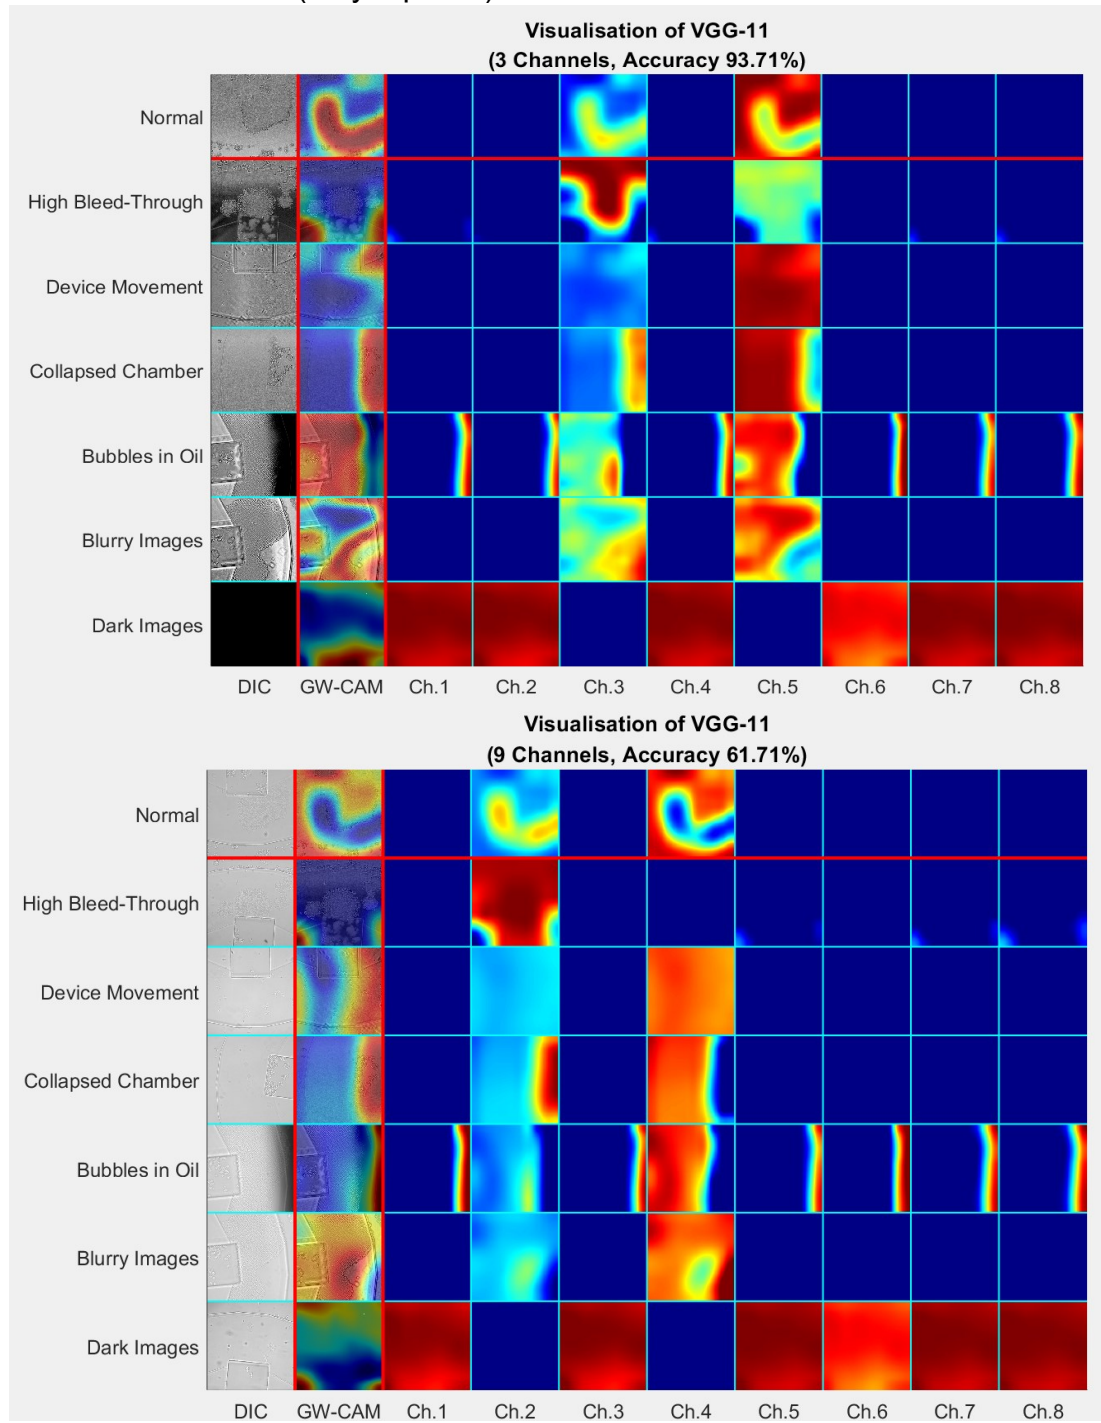 Visualisation of VGG-11
(3 Channels, Accuracy 93.71%)
Normal
High Bleed-Through
Device Movement
Collapsed Chamber
Bubbles in Oil
Blurry Images
Dark Images
DIC GW-CAM Ch.1 Ch.2 Ch.3 Ch.4 Ch.5 Ch.6 Ch.7 Ch.8
Visualisation of VGG-11
(9 Channels, Accuracy 61.71%)
Normal
High Bleed-Through
Device Movement
Collapsed Chamber
Bubbles in Oil
Blurry Images
Dark Images
DIC GW-CAM Ch.1 Ch.2 Ch.3 Ch.4 Ch.5 Ch.6 Ch.7 Ch.8